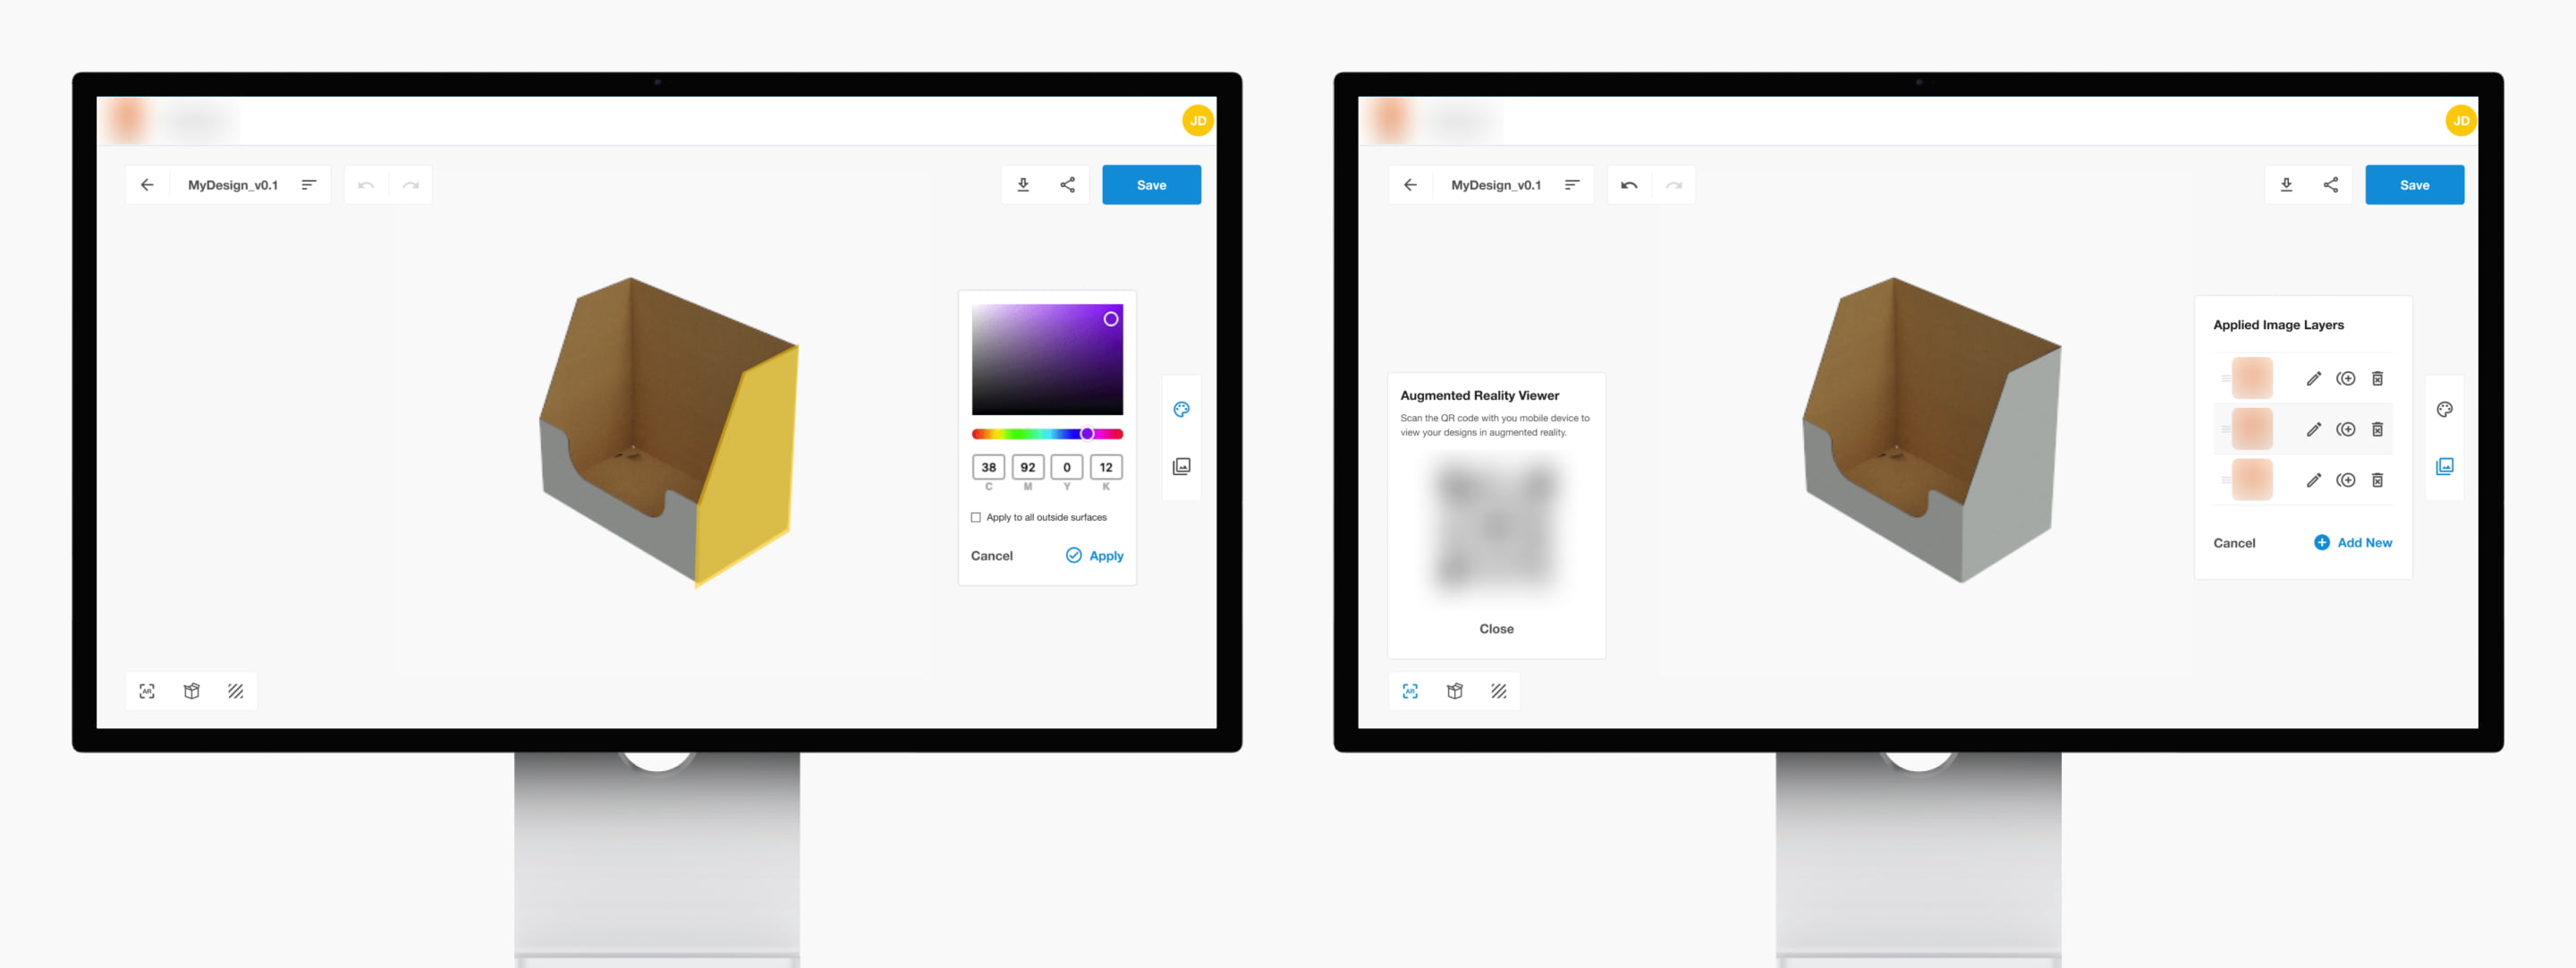 JD
MyDesign_v0.1
Save
38 92 0 12
C M Y K
Apply to all outside surfaces
Cancel Apply
AR
JD
MyDesign_v0.1
Save
Augmented Reality Viewer
Scan the QR code with you mobile device to
view your designs in augmented reality.
Close
Applied Image Layers
Cancel Add New
AR